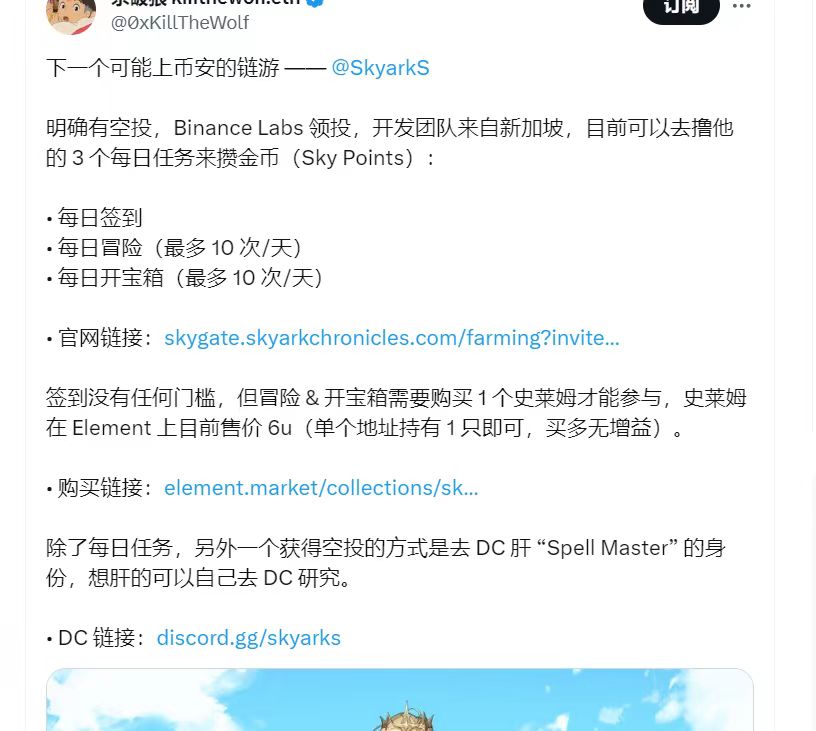 killthewolf.eth
订阅
@0xKillTheWolf
下一个可能上币安的链游 —— @SkyarkS
明确有空投，Binance Labs 领投，开发团队来自新加坡，目前可以去撸他
的 3 个每日任务来攒金币（Sky Points）:
• 每日签到
• 每日冒险（最多 10 次/天）
• 每日开宝箱（最多 10 次/天）
• 官网链接：skygate.skyarkchronicles.com/farming?invite...
签到没有任何门槛，但冒险 & 开宝箱需要购买 1 个史莱姆才能参与，史莱姆
在 Element 上目前售价 6u（单个地址持有 1 只即可，买多无增益）。
• 购买链接：element.market/collections/sk...
除了每日任务，另外一个获得空投的方式是去 DC 肝 “Spell Master” 的身
份，想肝的可以自己去 DC 研究。
• DC 链接：discord.gg/skyarks